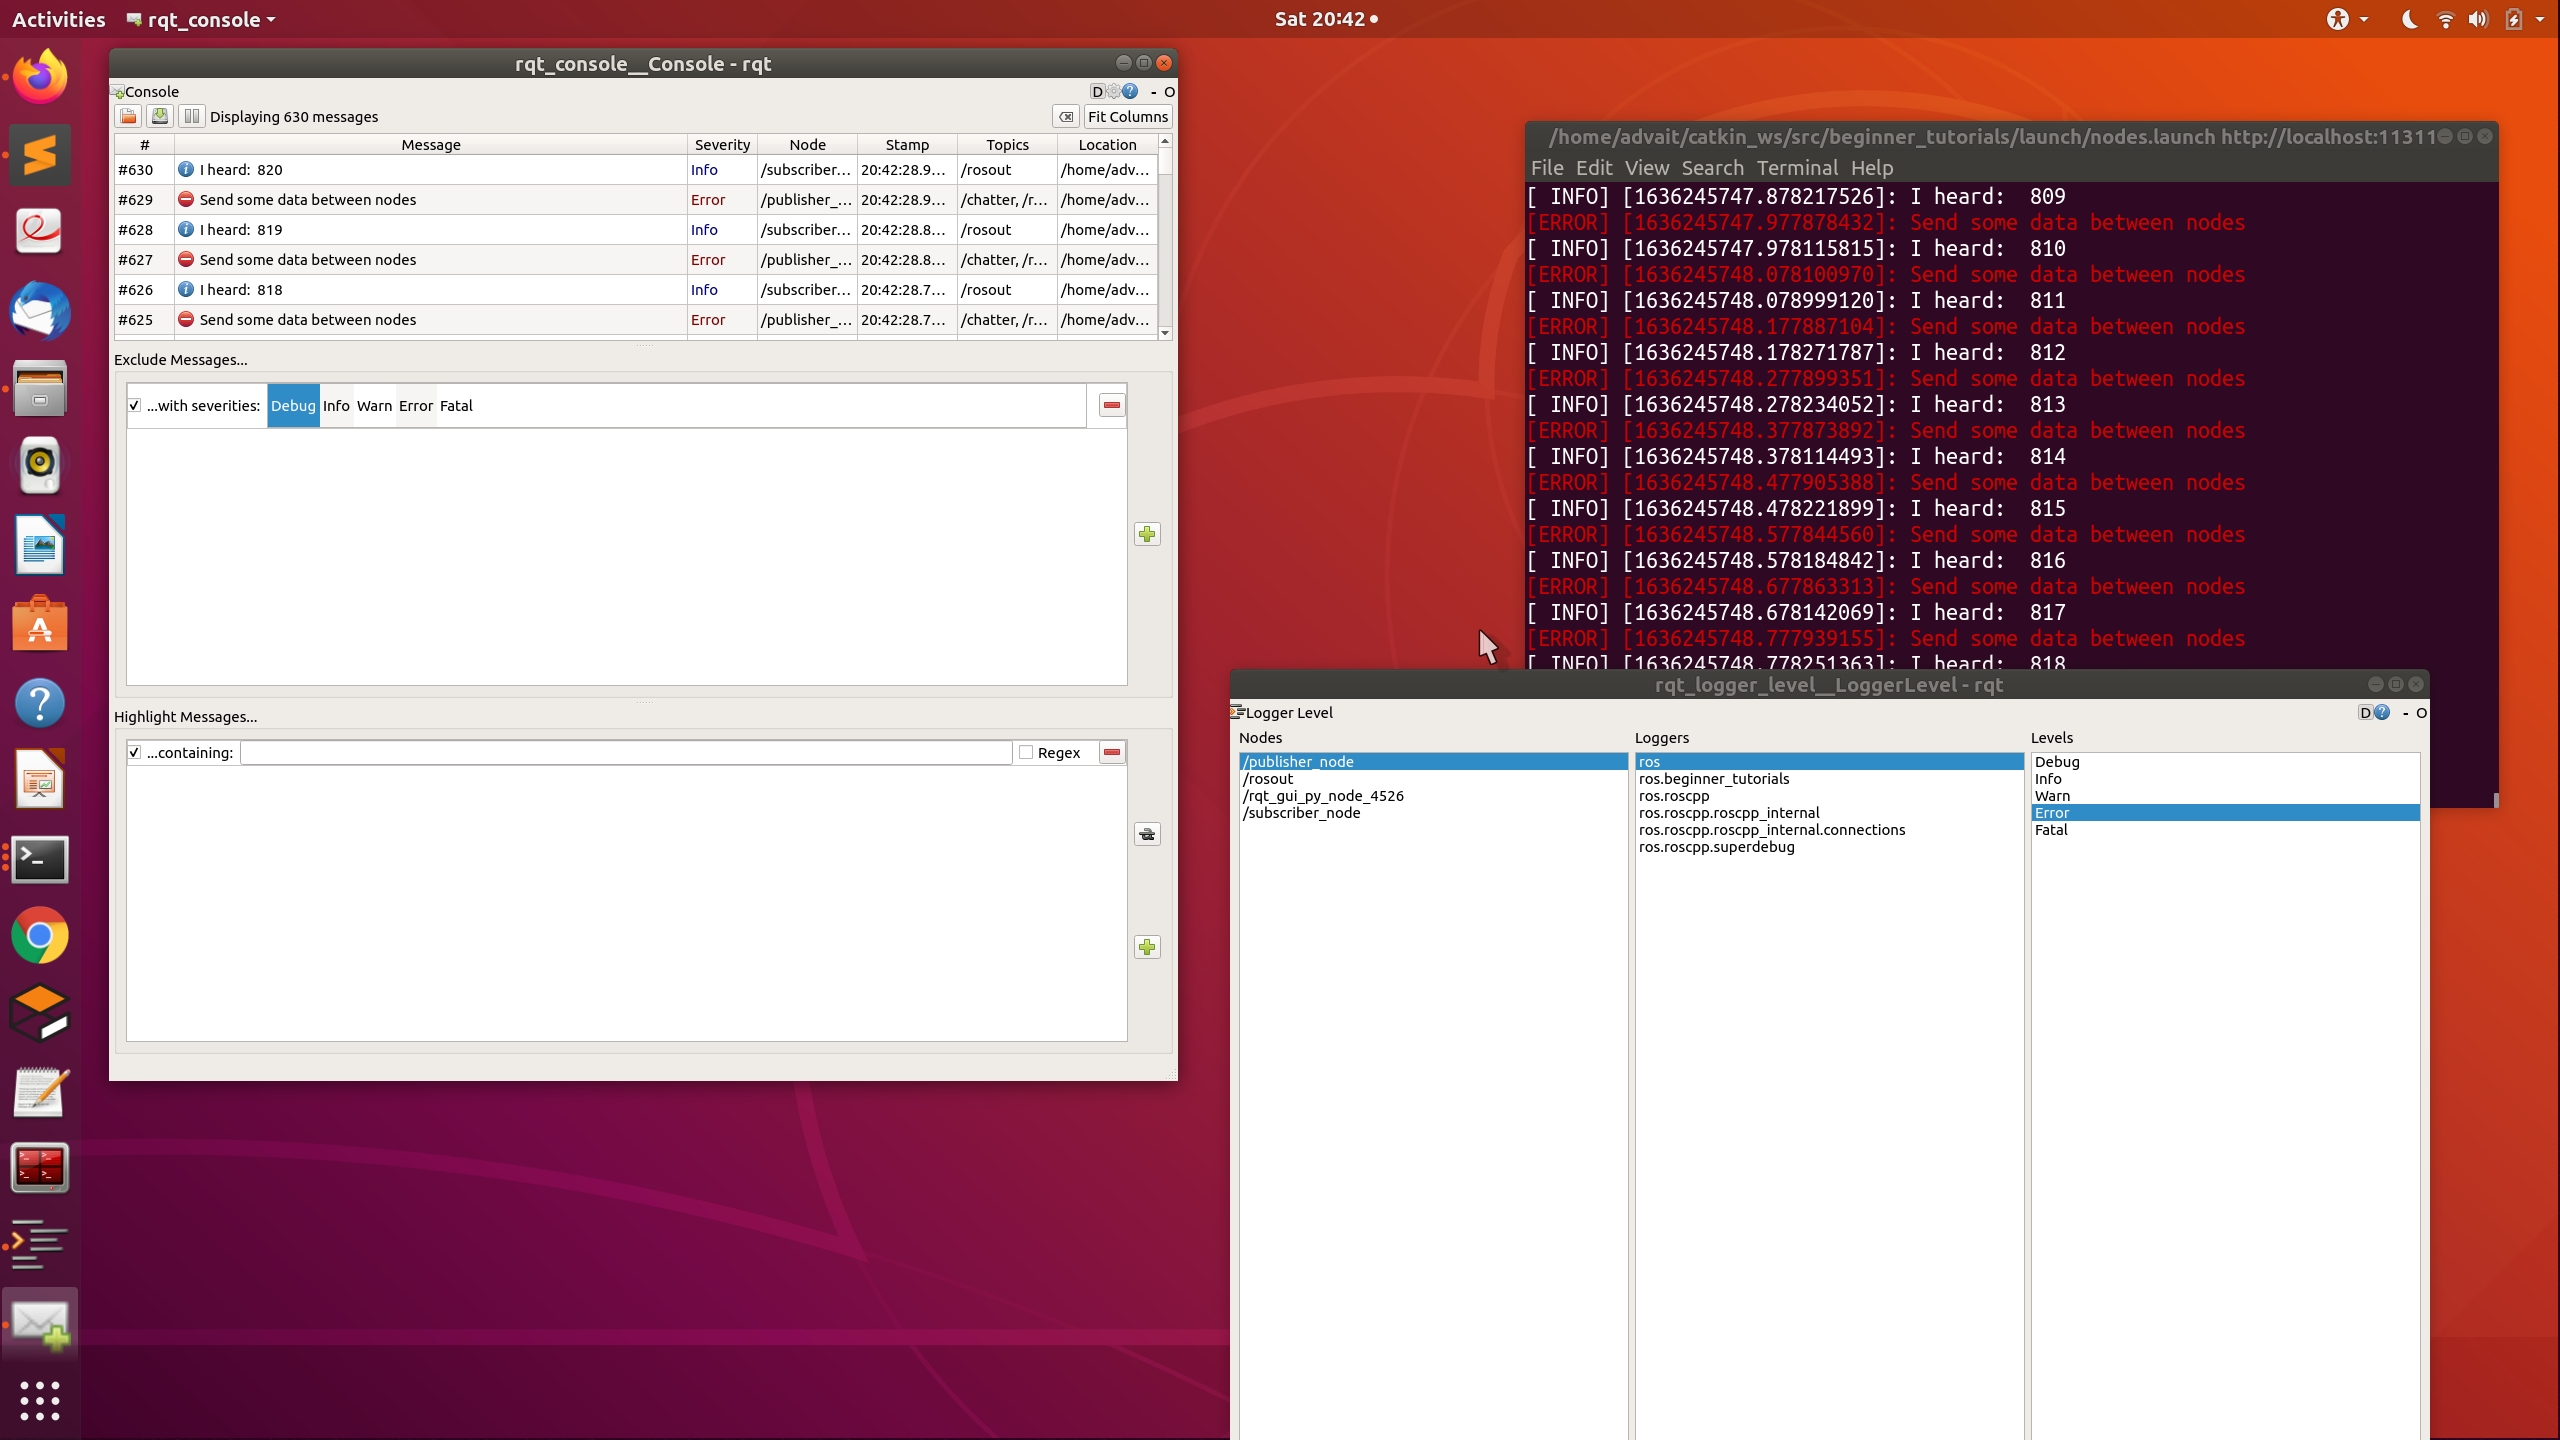 Activities rqt_console Sat 20:42
rqt_console__Console - rqt
Console D - O
Displaying 630 messages Fit Columns
# Message Severity Node Stamp Topics Location
#630 I heard: 820 Info /subscriber... 20:42:28.9... /rosout /home/adv...
#629 Send some data between nodes Error /publisher_... 20:42:28.9... /chatter, /r... /home/adv...
#628 I heard: 819 Info /subscriber... 20:42:28.8... /rosout /home/adv...
#627 Send some data between nodes Error /publisher_... 20:42:28.8... /chatter, /r... /home/adv...
#626 I heard: 818 Info /subscriber... 20:42:28.7... /rosout /home/adv...
#625 Send some data between nodes Error /publisher_... 20:42:28.7... /chatter, /r... /home/adv...
Exclude Messages...
...with severities: Debug Info Warn Error Fatal
Highlight Messages...
...containing: Regex
/home/advait/catkin_ws/src/beginner_tutorials/launch/nodes.launch http://localhost:11311
File Edit View Search Terminal Help
[ INFO] [1636245747.878217526]: I heard: 809
[ERROR] [1636245747.977878432]: Send some data between nodes
[ INFO] [1636245747.978115815]: I heard: 810
[ERROR] [1636245748.078100970]: Send some data between nodes
[ INFO] [1636245748.078999120]: I heard: 811
[ERROR] [1636245748.177887104]: Send some data between nodes
[ INFO] [1636245748.178271787]: I heard: 812
[ERROR] [1636245748.277899351]: Send some data between nodes
[ INFO] [1636245748.278234052]: I heard: 813
[ERROR] [1636245748.377873892]: Send some data between nodes
[ INFO] [1636245748.378114493]: I heard: 814
[ERROR] [1636245748.477905388]: Send some data between nodes
[ INFO] [1636245748.478221899]: I heard: 815
[ERROR] [1636245748.577844560]: Send some data between nodes
[ INFO] [1636245748.578184842]: I heard: 816
[ERROR] [1636245748.677863313]: Send some data between nodes
[ INFO] [1636245748.678142069]: I heard: 817
[ERROR] [1636245748.777939155]: Send some data between nodes
[ INFO] [1636245748.778251363]: I heard: 818
rqt_logger_level__LoggerLevel - rqt
Logger Level D - O
Nodes Loggers Levels
/publisher_node ros Debug
/rosout ros.beginner_tutorials Info
/rqt_gui_py_node_4526 ros.roscpp Warn
/subscriber_node ros.roscpp.roscpp_internal Error
ros.roscpp.roscpp_internal.connections Fatal
ros.roscpp.superdebug